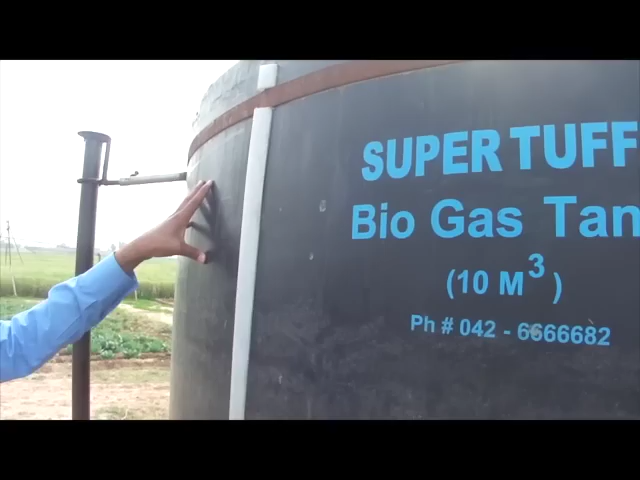 SUPER TUFF
Bio Gas Tan
(10 M³)
Ph # 042 - 6666682